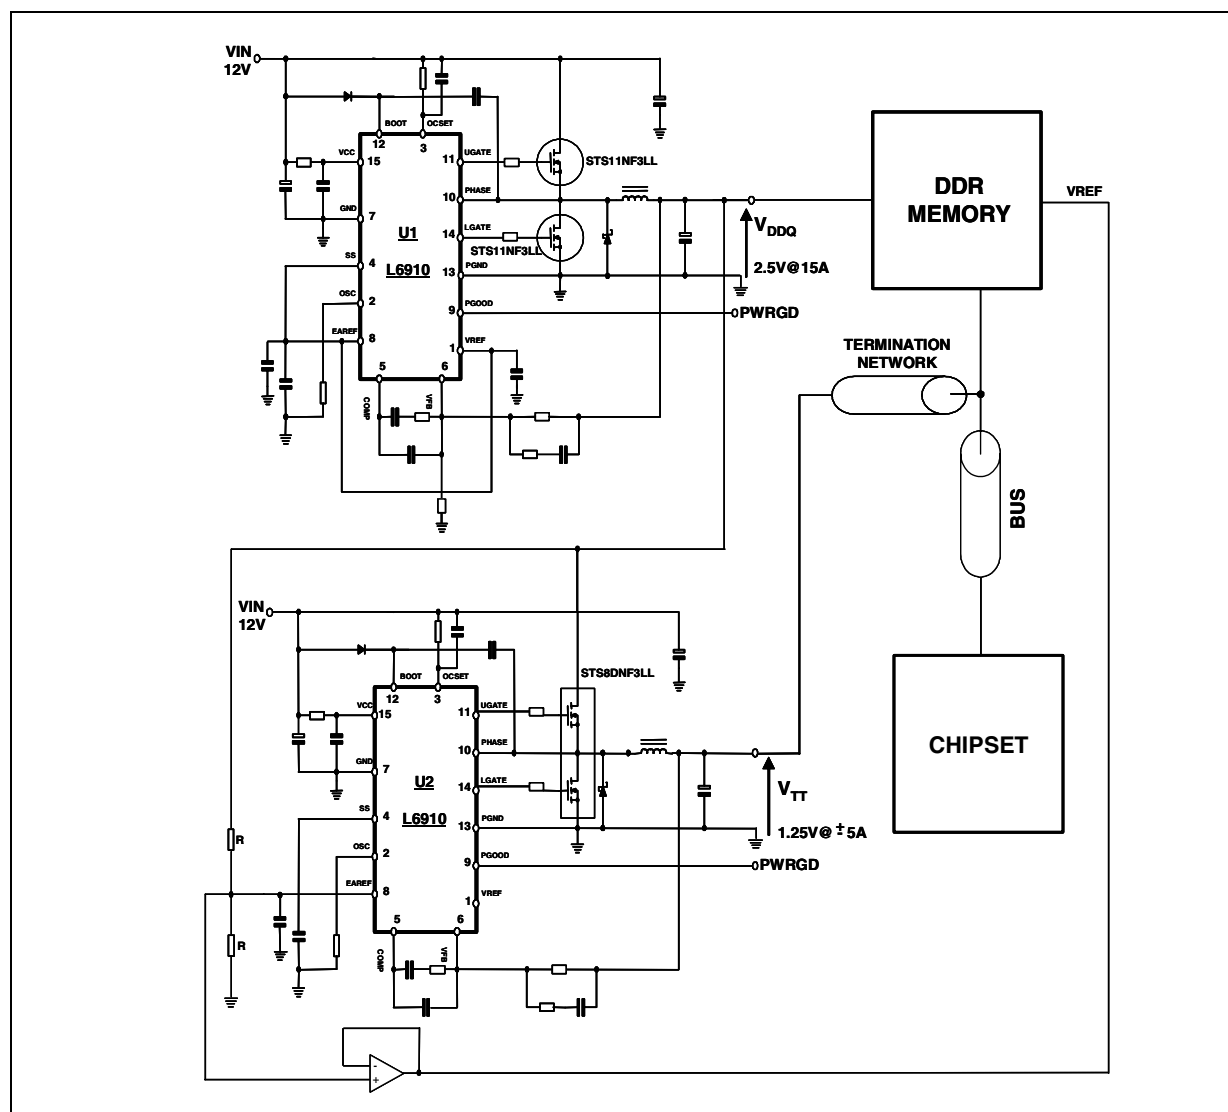 VIN
12V
BOOT
OCSET
12
3
VCC
15
11
UGATE
STS11NF3LL
10
PHASE
GND
7
U1
L6910
14
LGATE
STS11NF3LL
SS
4
13
PGND
OSC
2
9
PGOOD
PWRGD
EAREF
8
1
VREF
5
6
COMP
VFB
VDDQ
2.5V@15A
DDR
MEMORY
VREF
TERMINATION
NETWORK
BUS
CHIPSET
VIN
12V
BOOT
OCSET
12
3
STS8DNF3LL
VCC
15
11
UGATE
10
PHASE
GND
7
U2
L6910
14
LGATE
SS
4
13
PGND
VTT
1.25V@ ± 5A
R
OSC
2
9
PGOOD
PWRGD
EAREF
8
1
VREF
R
5
6
COMP
VFB
-
+